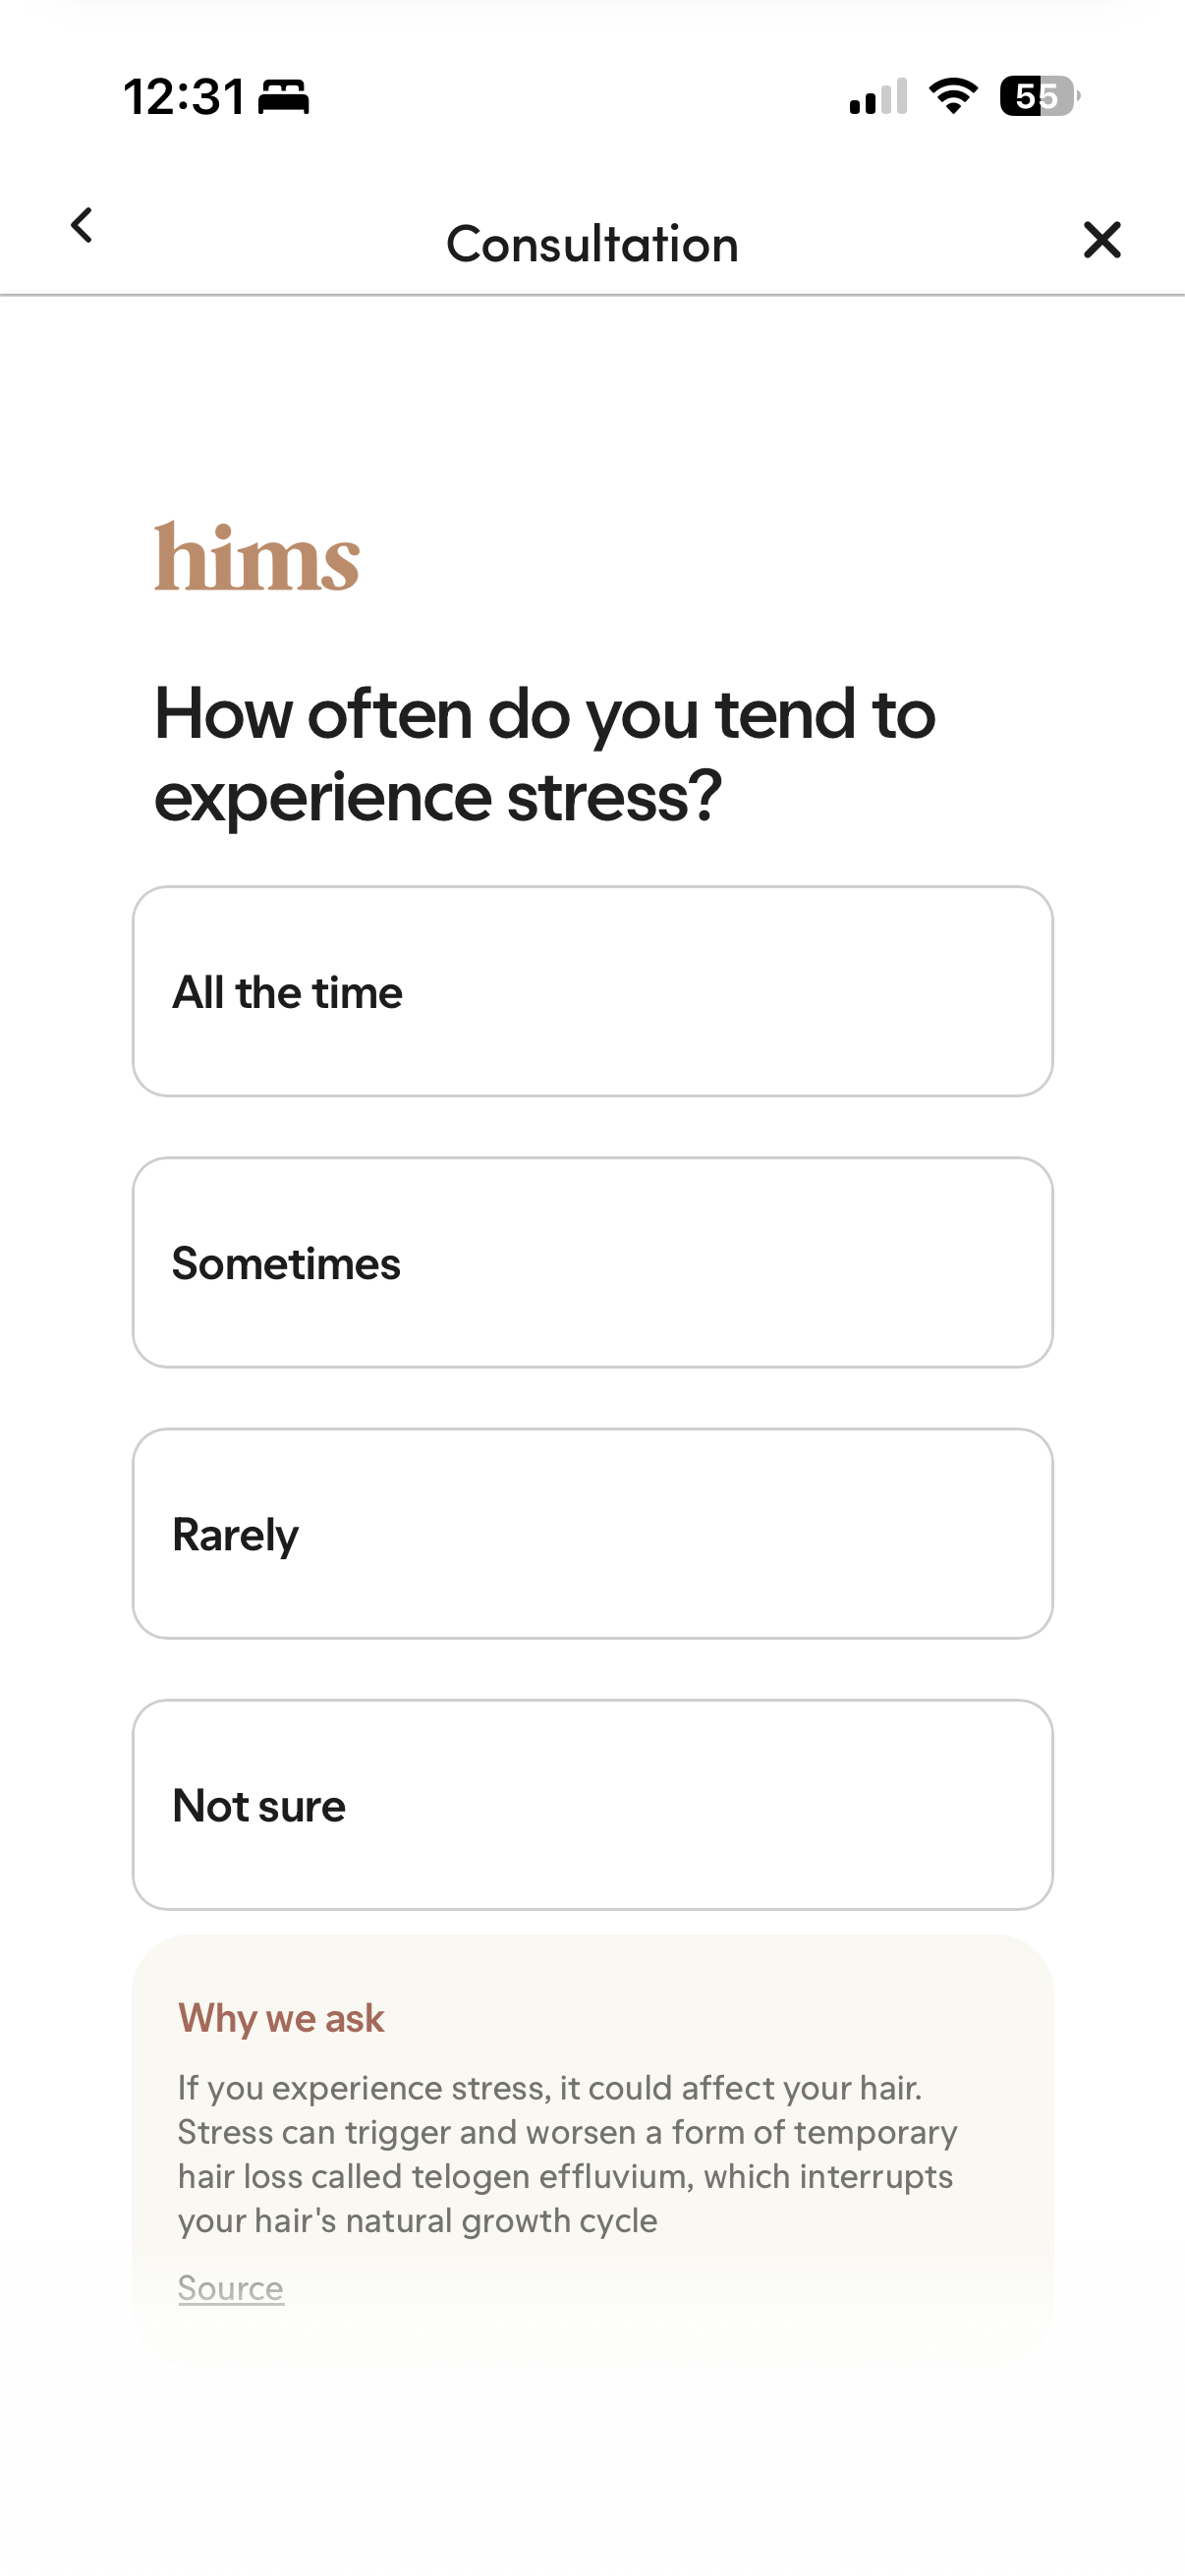 12:31
55
Consultation
hims
How often do you tend to
experience stress?
All the time
Sometimes
Rarely
Not sure
Why we ask
If you experience stress, it could affect your hair.
Stress can trigger and worsen a form of temporary
hair loss called telogen effluvium, which interrupts
your hair's natural growth cycle
Source